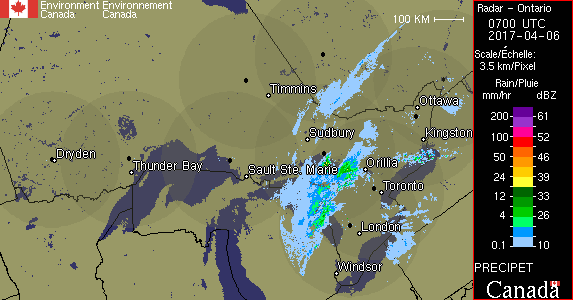 Environment Environnement
Canada Canada
100 KM
Radar - Ontario
0700 UTC
2017-04-06
Scale/Échelle:
3.5 km/Pixel
Rain/Pluie
mm/hr dBZ
200 61
100 52
50 46
24 39
12 33
4 26
0.1 10
PRECIPET
Canada
Timmins
Ottawa
Sudbury
Kingston
Dryden
Thunder Bay
Sault Ste. Marie
Orillia
Toronto
London
Windsor